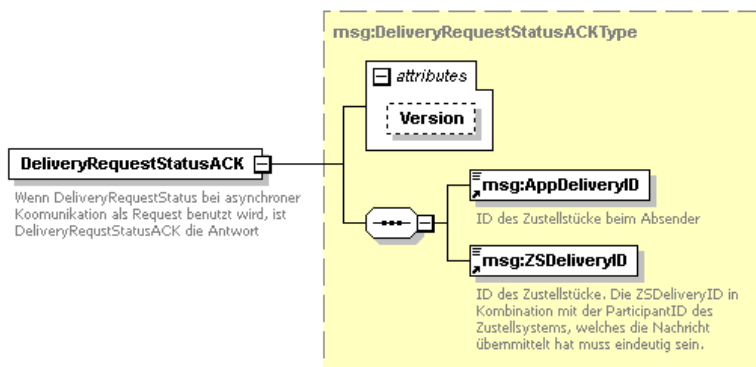 msg:DeliveryRequestStatusACKType
attributes
Version
DeliveryRequestStatusACK
Wenn DeliveryRequestStatus bei asynchroner
Koomunikation als Request benutzt wird, ist
DeliveryRequstStatusACK die Antwort
msg:AppDeliveryID
ID des Zustellstücke beim Absender
msg:ZSDeliveryID
ID des Zustellstücke. Die ZSDeliveryID in
Kombination mit der ParticipantID des
Zustellsystems, welches die Nachricht
übernmittelt hat muss eindeutig sein.